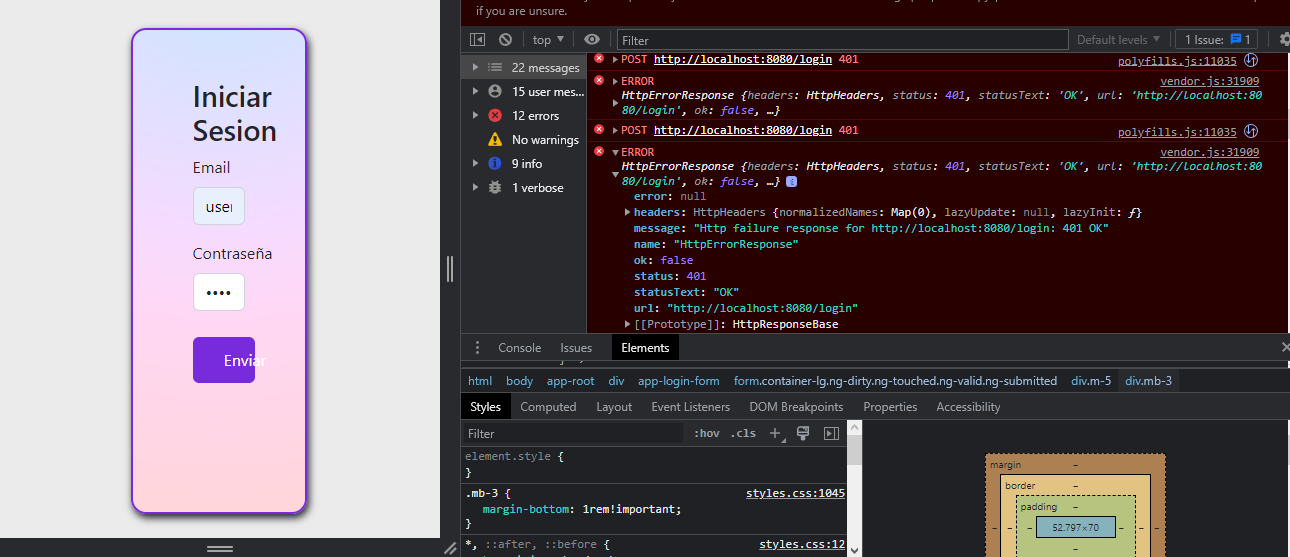 Iniciar
Sesion
Email
user
Contraseña
••••
Enviar
if you are unsure.
top ▼
Filter
Default levels ▼
1 Issue: 1
22 messages
15 user mes...
12 errors
No warnings
9 info
1 verbose
POST http://localhost:8080/login 401 polyfills.js:11035
ERROR vendor.js:31909
HttpErrorResponse {headers: HttpHeaders, status: 401, statusText: 'OK', url: 'http://localhost:80
80/login', ok: false, …}
POST http://localhost:8080/login 401 polyfills.js:11035
ERROR vendor.js:31909
HttpErrorResponse {headers: HttpHeaders, status: 401, statusText: 'OK', url: 'http://localhost:80
80/login', ok: false, …} i
error: null
headers: HttpHeaders {normalizedNames: Map(0), lazyUpdate: null, lazyInit: ƒ}
message: "Http failure response for http://localhost:8080/login: 401 OK"
name: "HttpErrorResponse"
ok: false
status: 401
statusText: "OK"
url: "http://localhost:8080/login"
[[Prototype]]: HttpResponseBase
Console Issues Elements
html body app-root div app-login-form form.container-lg.ng-dirty.ng-touched.ng-valid.ng-submitted div.m-5 div.mb-3
Styles Computed Layout Event Listeners DOM Breakpoints Properties Accessibility
Filter :hov .cls +
element.style {
}
.mb-3 { styles.css:1045
margin-bottom: 1rem!important;
}
*, ::after, ::before { styles.css:12
margin –
border –
padding –
– – – 52.797×70 – – –
–